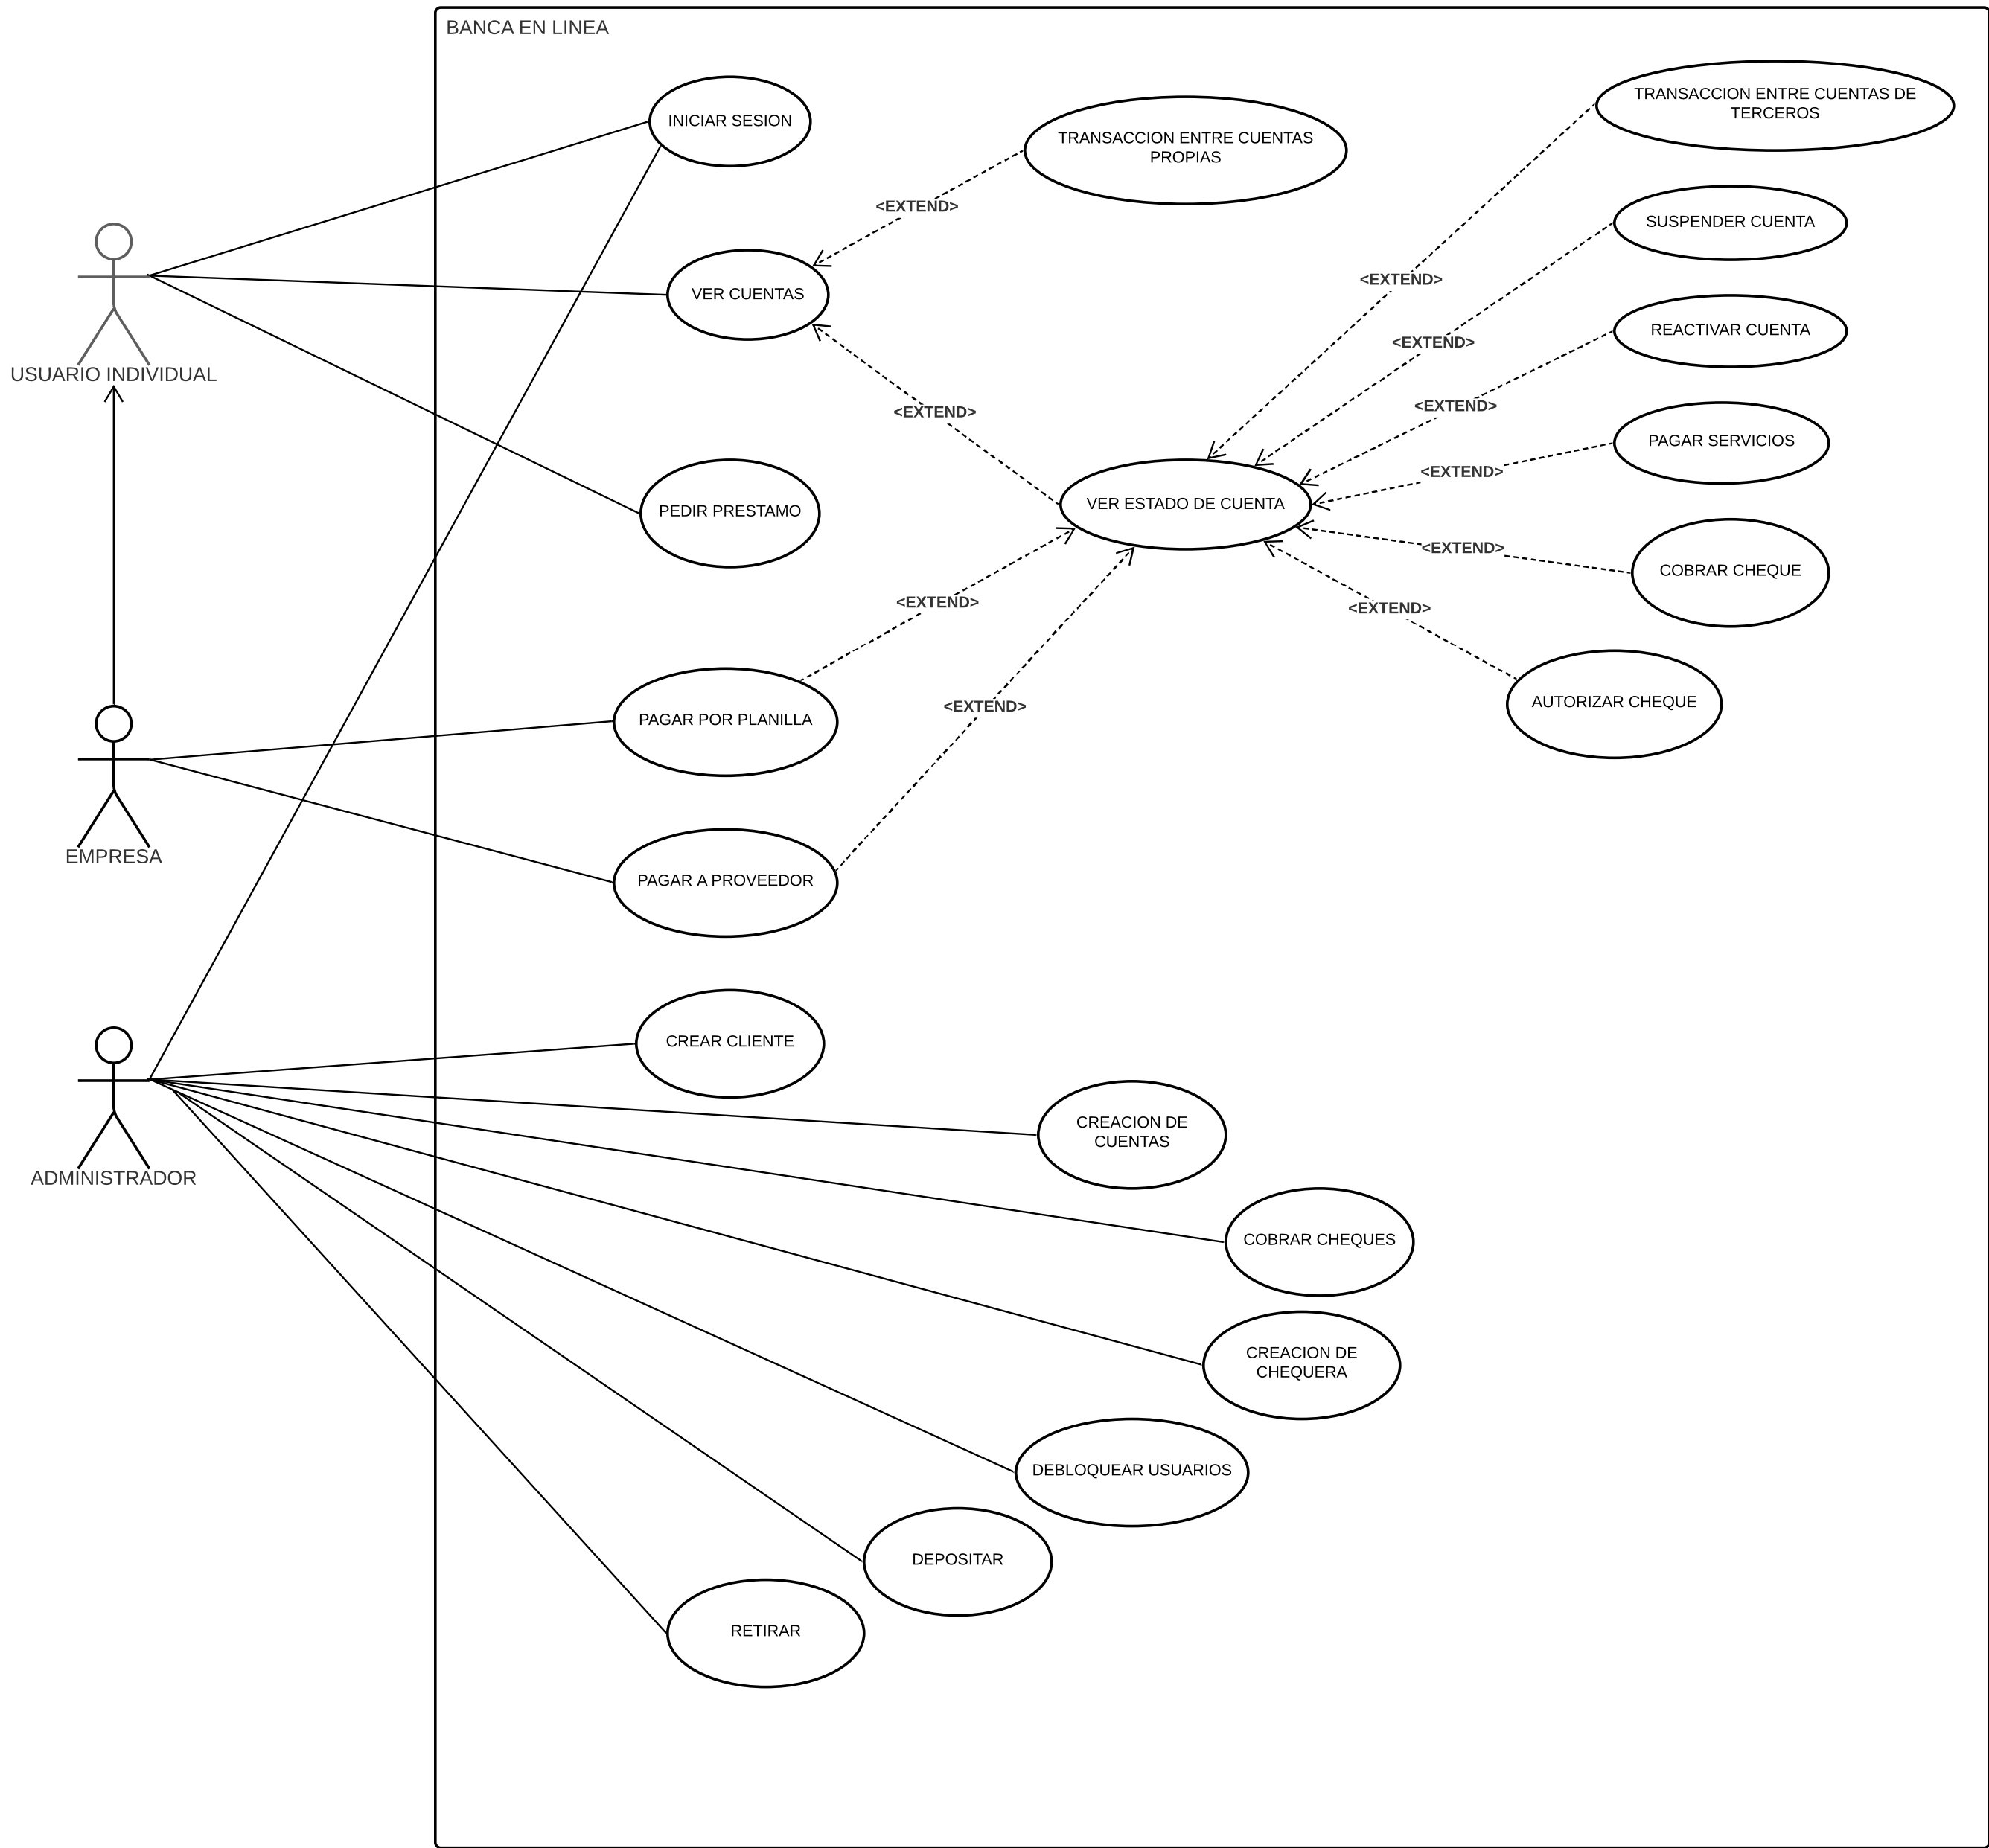 BANCA EN LINEA
TRANSACCION ENTRE CUENTAS DE
TERCEROS
INICIAR SESION
TRANSACCION ENTRE CUENTAS
PROPIAS
<EXTEND>
SUSPENDER CUENTA
<EXTEND>
VER CUENTAS
REACTIVAR CUENTA
<EXTEND>
USUARIO INDIVIDUAL
<EXTEND>
<EXTEND>
PAGAR SERVICIOS
<EXTEND>
VER ESTADO DE CUENTA
PEDIR PRESTAMO
<EXTEND>
COBRAR CHEQUE
<EXTEND>
<EXTEND>
AUTORIZAR CHEQUE
<EXTEND>
PAGAR POR PLANILLA
EMPRESA
PAGAR A PROVEEDOR
CREAR CLIENTE
CREACION DE
CUENTAS
ADMINISTRADOR
COBRAR CHEQUES
CREACION DE
CHEQUERA
DEBLOQUEAR USUARIOS
DEPOSITAR
RETIRAR